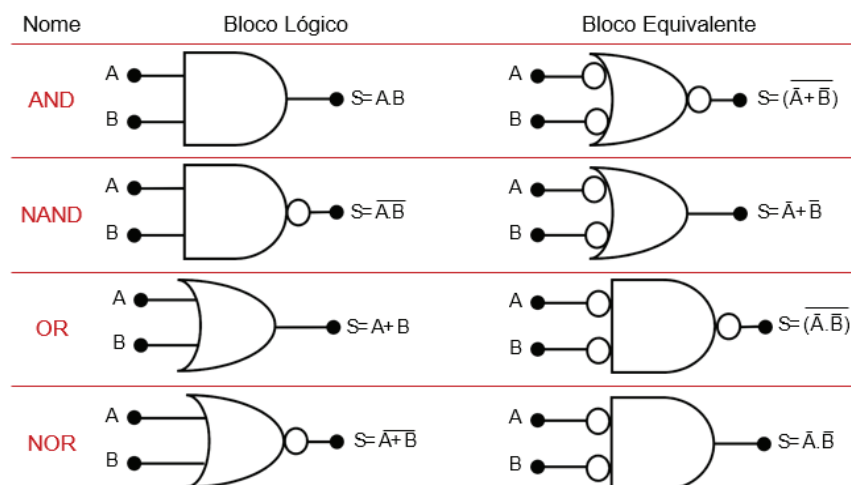 Nome Bloco Lógico Bloco Equivalente
A A
AND S=A.B S=(Ā+B̄)̅
B B
A A
NAND S=A̅.̅B̅ S=Ā+B̄
B B
A A
OR S=A+B S=(Ā.B̄)̅
B B
A A
NOR S=A̅+̅B̅ S=Ā.B̄
B B